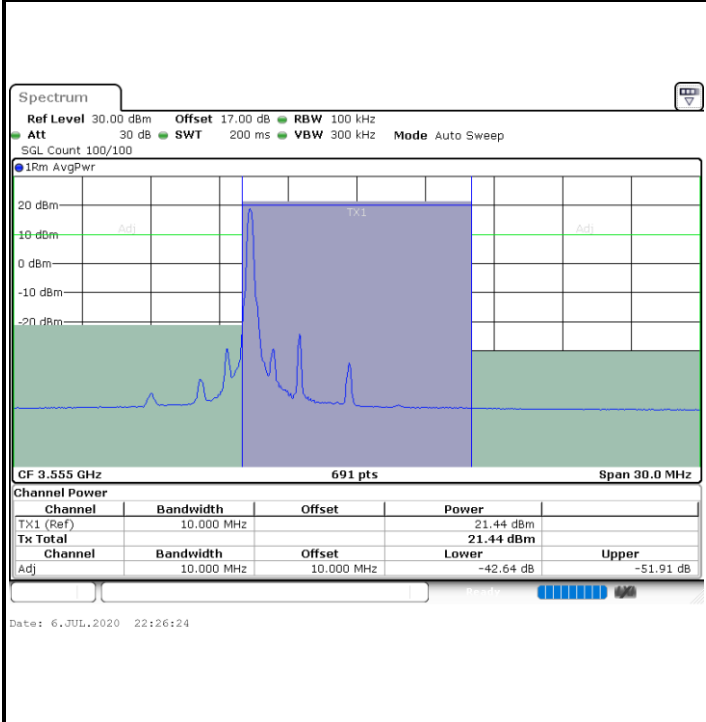 Spectrum
Ref Level 30.00 dBm Offset 17.00 dB RBW 100 kHz
Att 30 dB SWT 200 ms VBW 300 kHz Mode Auto Sweep
SGL Count 100/100
1Rm AvgPwr
20 dBm
TX1
10 dBm
Adj
Adj
0 dBm
-10 dBm
-20 dBm
CF 3.555 GHz 691 pts Span 30.0 MHz
Channel Power
Channel Bandwidth Offset Power
TX1 (Ref) 10.000 MHz 21.44 dBm
Tx Total 21.44 dBm
Channel Bandwidth Offset Lower Upper
Adj 10.000 MHz 10.000 MHz -42.64 dB -51.91 dB
Ready
Date: 6.JUL.2020 22:26:24